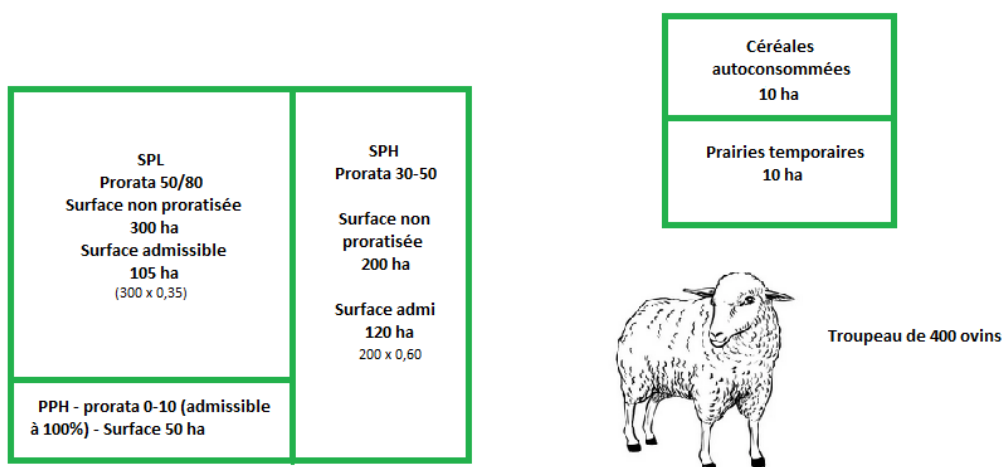 SPL
Prorata 50/80
Surface non proratisée
300 ha
Surface admissible
105 ha
(300 x 0,35)
SPH
Prorata 30-50
Surface non
proratisée
200 ha
Surface admi
120 ha
200 x 0,60
PPH - prorata 0-10 (admissible
à 100%) - Surface 50 ha
Céréales
autoconsommées
10 ha
Prairies temporaires
10 ha
Troupeau de 400 ovins